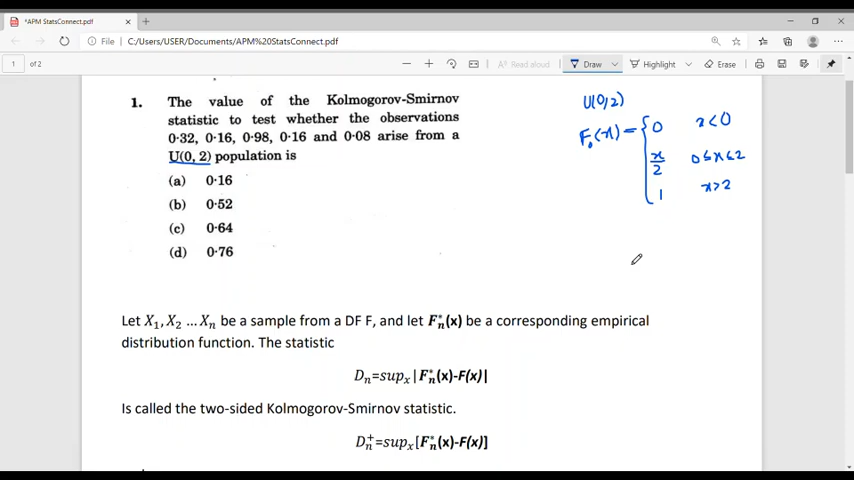 *APM StatsConnect.pdf
File | C:/Users/USER/Documents/APM%20StatsConnect.pdf
1 of 2
Read aloud
Draw
Highlight
Erase
1. The value of the Kolmogorov-Smirnov
statistic to test whether the observations
0·32, 0·16, 0·98, 0·16 and 0·08 arise from a
U(0, 2) population is
(a) 0·16
(b) 0·52
(c) 0·64
(d) 0·76
U(0,2)
F₀(x) = { 0 x < 0
x/2 0 ≤ x ≤ 2
1 x > 2
Let X₁, X₂ … Xₙ be a sample from a DF F, and let Fₙ*(x) be a corresponding empirical
distribution function. The statistic
Dₙ=supₓ|Fₙ*(x)-F(x)|
Is called the two-sided Kolmogorov-Smirnov statistic.
Dₙ⁺=supₓ[Fₙ*(x)-F(x)]